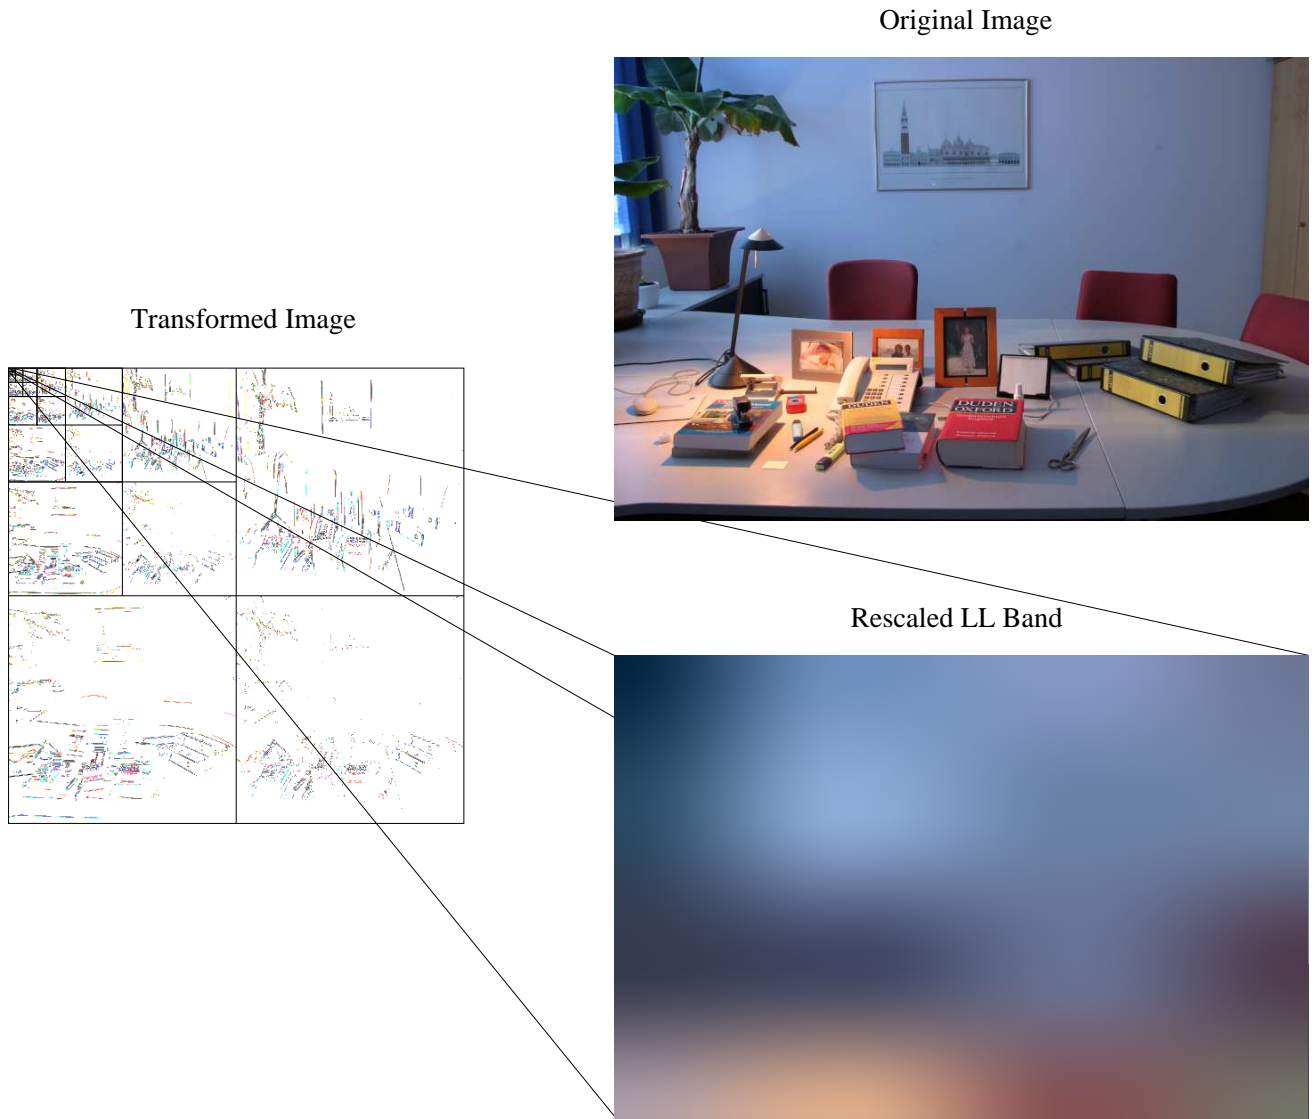 Original Image
Transformed Image
DUDEN
DUDEN
OXFORD
Rescaled LL Band